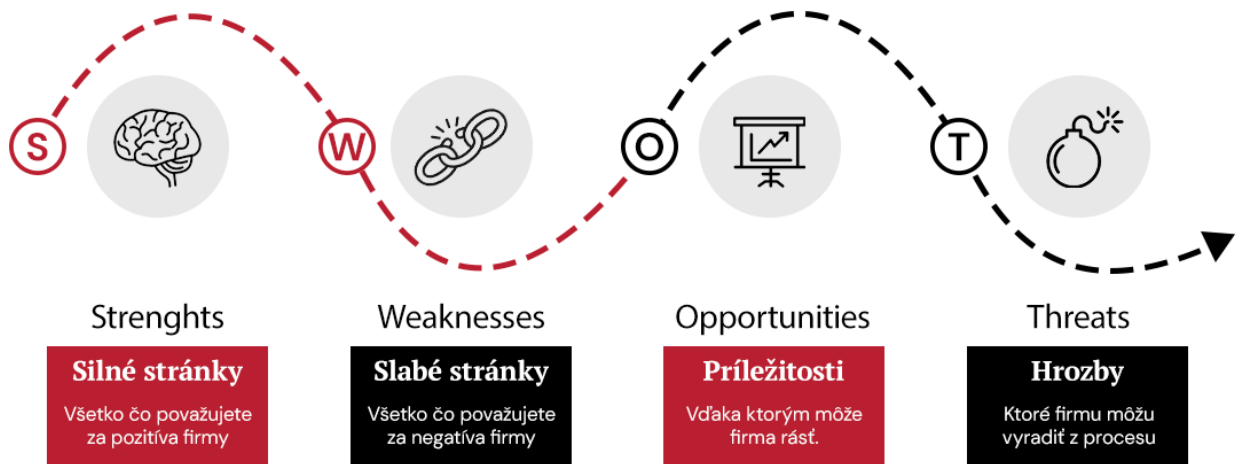 S
W
O
T
Strenghts
Silné stránky
Všetko čo považujete
za pozitíva firmy
Weaknesses
Slabé stránky
Všetko čo považujete
za negatíva firmy
Opportunities
Príležitosti
Vďaka ktorým môže
firma rásť.
Threats
Hrozby
Ktoré firmu môžu
vyradiť z procesu